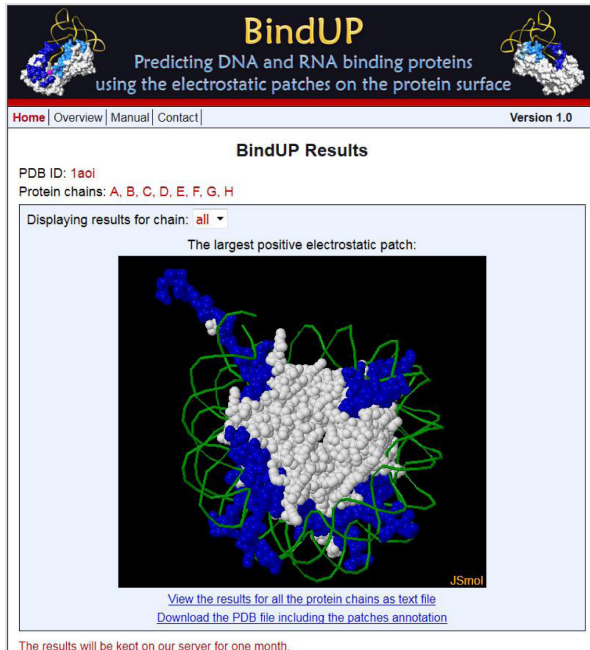 BindUP
Predicting DNA and RNA binding proteins
using the electrostatic patches on the protein surface
Home| Overview| Manual| Contact| Version 1.0
BindUP Results
PDB ID: 1aoi
Protein chains: A, B, C, D, E, F, G, H
Displaying results for chain: all
The largest positive electrostatic patch:
JSmol
View the results for all the protein chains as text file
Download the PDB file including the patches annotation
The results will be kept on our server for one month.